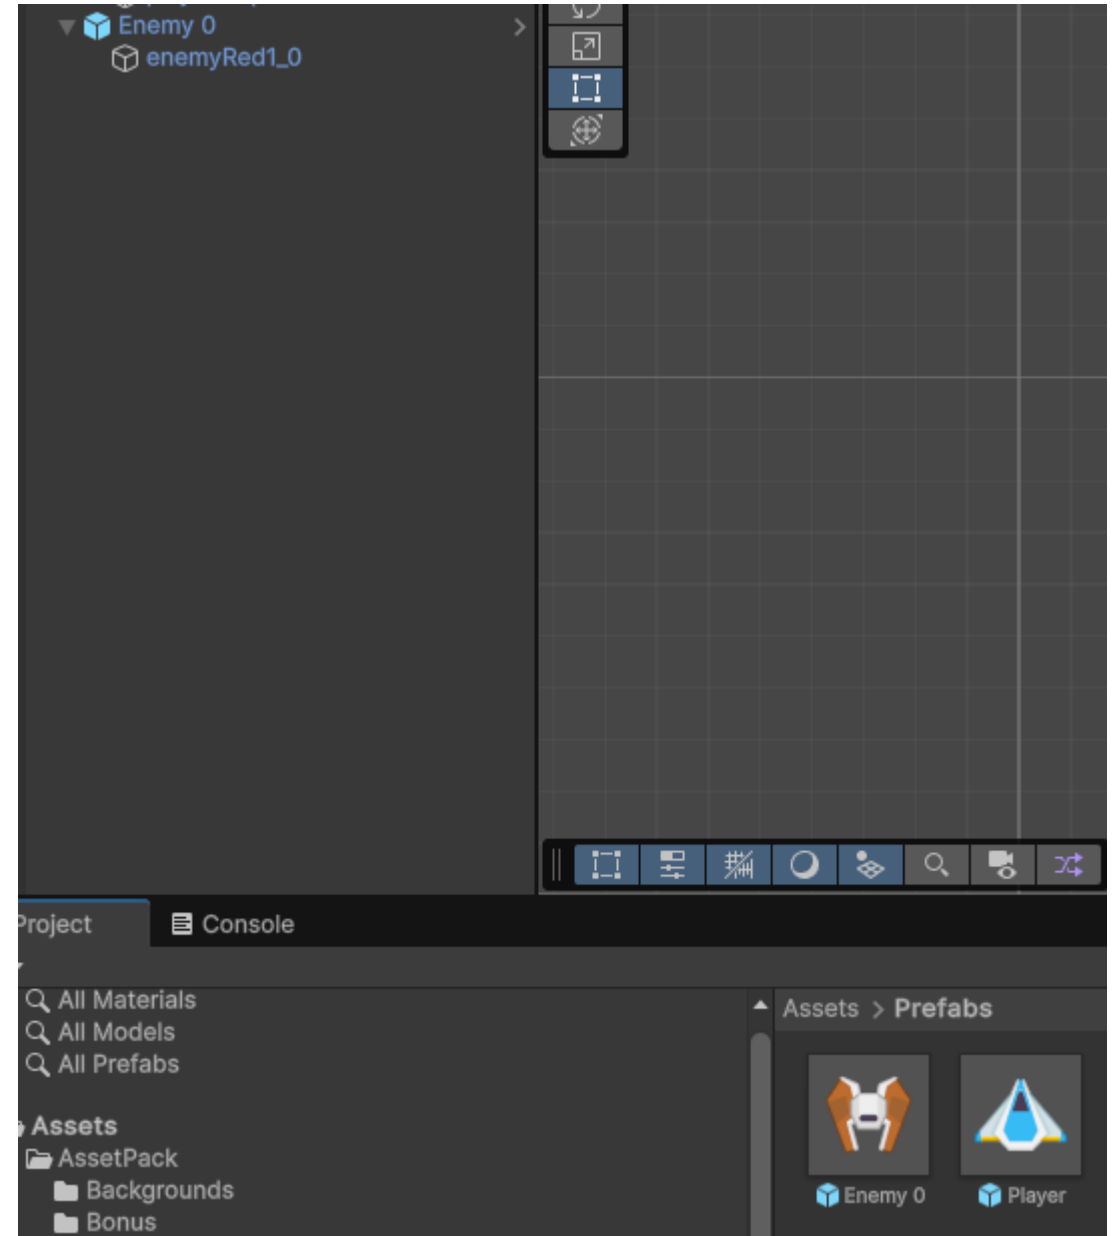 Enemy 0
enemyRed1_0
Project
Console
All Materials
All Models
All Prefabs
Assets > Prefabs
Assets
AssetPack
Backgrounds
Bonus
Enemy 0
Player